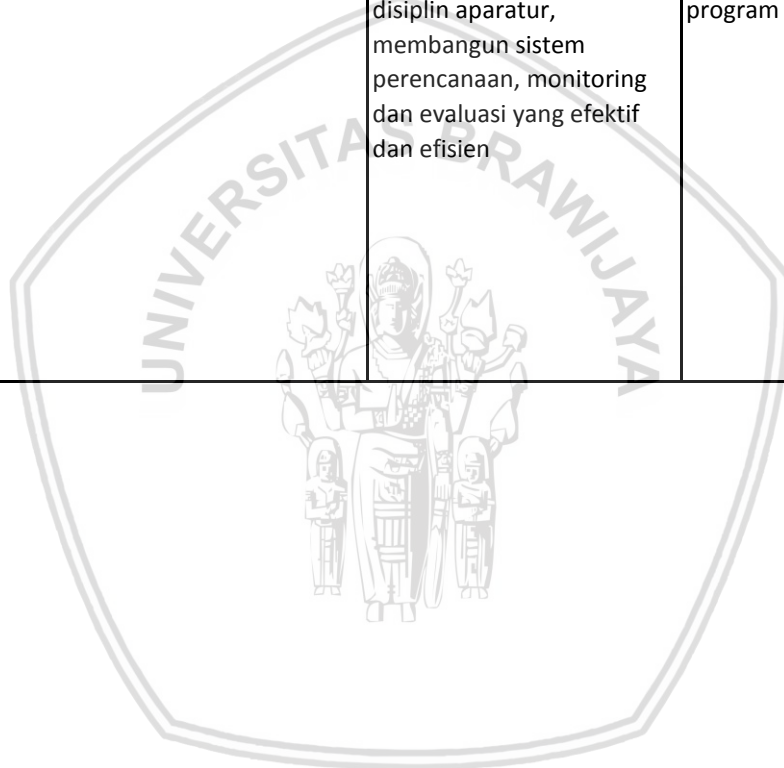 disiplin aparatur,
membangun sistem
perencanaan, monitoring
dan evaluasi yang efektif
dan efisien
program
UNIVERSITAS BRAWIJAYA